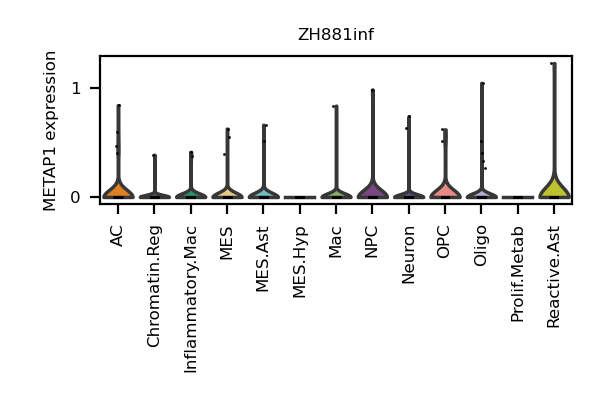 ZH881inf
METAP1 expression
1
0
AC
Chromatin.Reg
Inflammatory.Mac
MES
MES.Ast
MES.Hyp
Mac
NPC
Neuron
OPC
Oligo
Prolif.Metab
Reactive.Ast